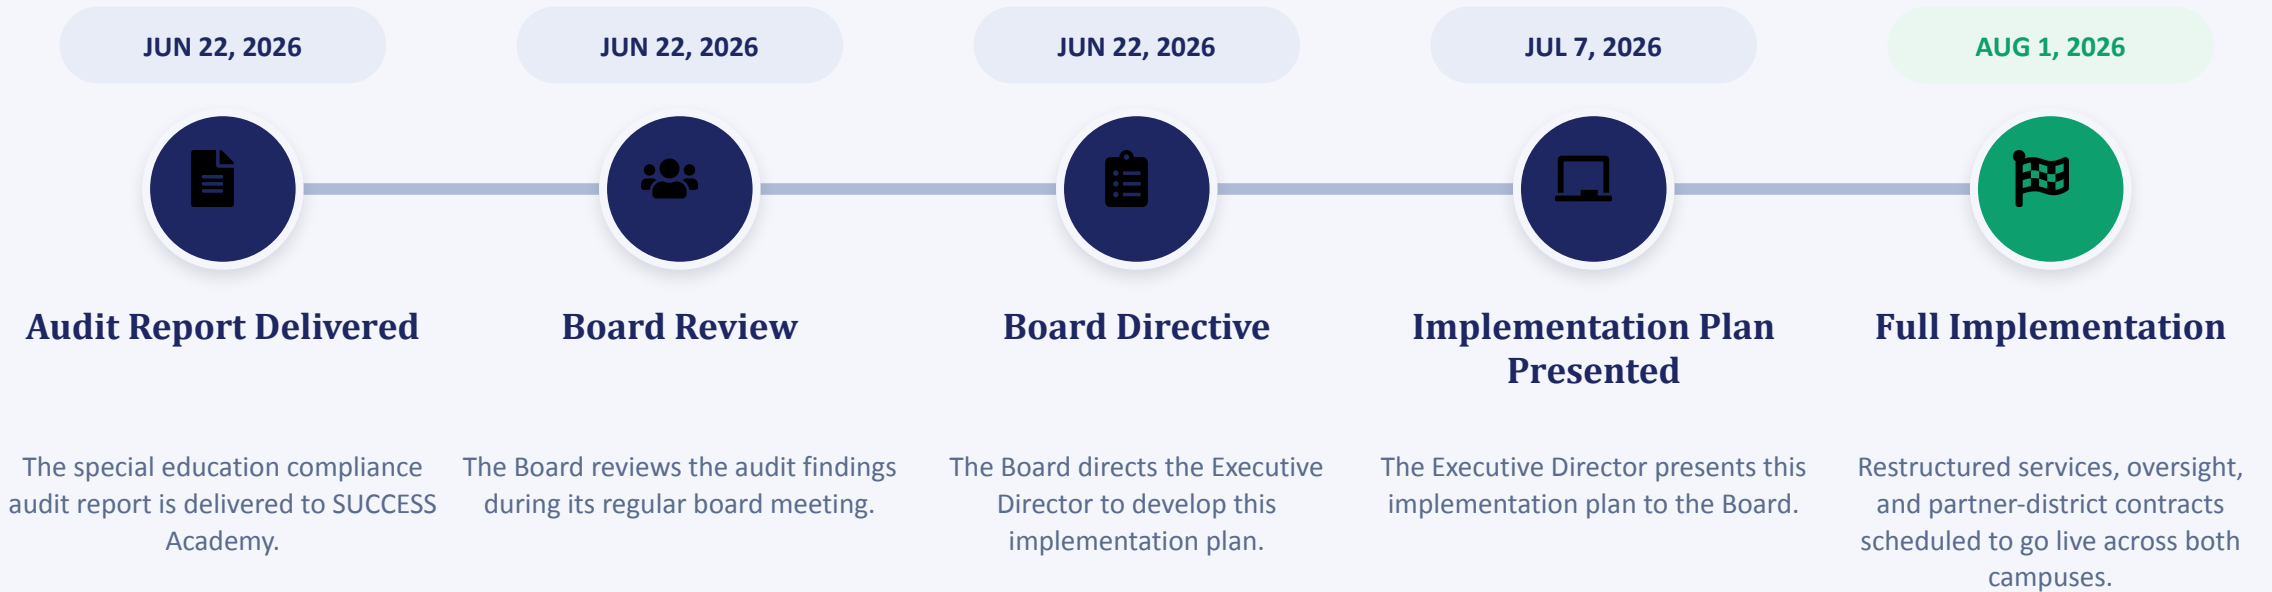 JUN 22, 2026
JUN 22, 2026
JUN 22, 2026
JUL 7, 2026
AUG 1, 2026
Audit Report Delivered
Board Review
Board Directive
Implementation Plan
Presented
Full Implementation
The special education compliance
audit report is delivered to SUCCESS
Academy.
The Board reviews the audit findings
during its regular board meeting.
The Board directs the Executive
Director to develop this
implementation plan.
The Executive Director presents this
implementation plan to the Board.
Restructured services, oversight,
and partner-district contracts
scheduled to go live across both
campuses.